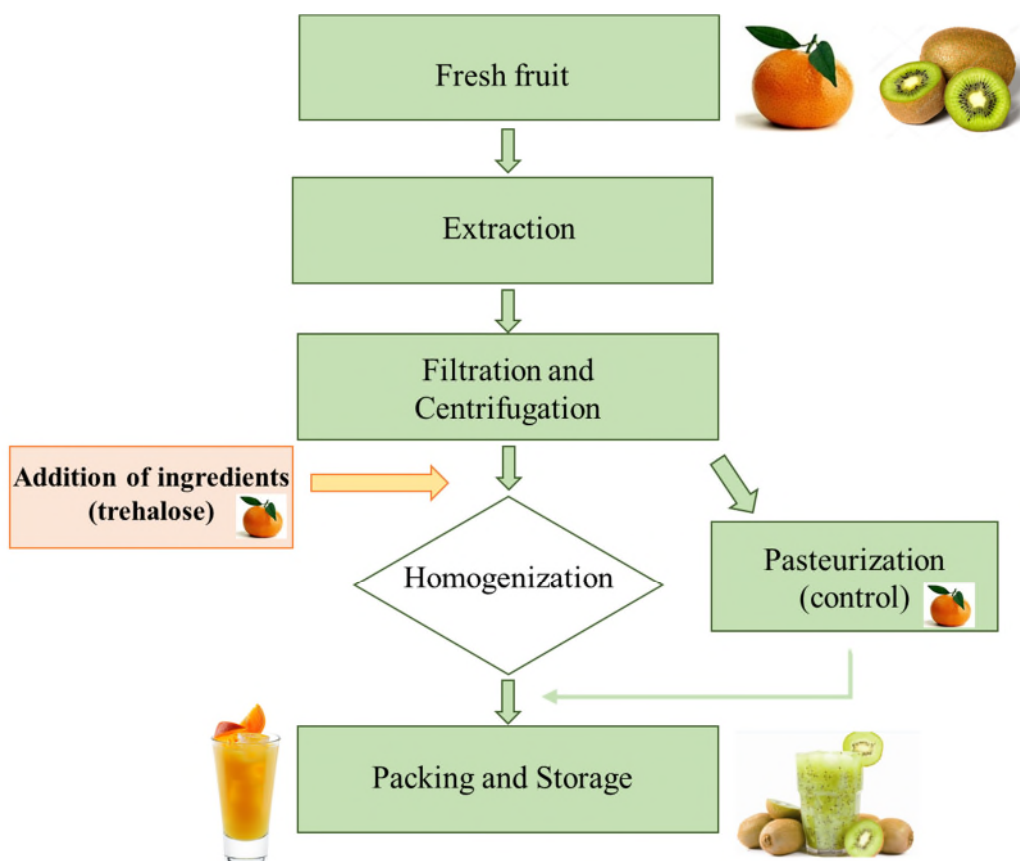 Fresh fruit
Extraction
Filtration and
Centrifugation
Addition of ingredients
(trehalose)
Homogenization
Pasteurization
(control)
Packing and Storage